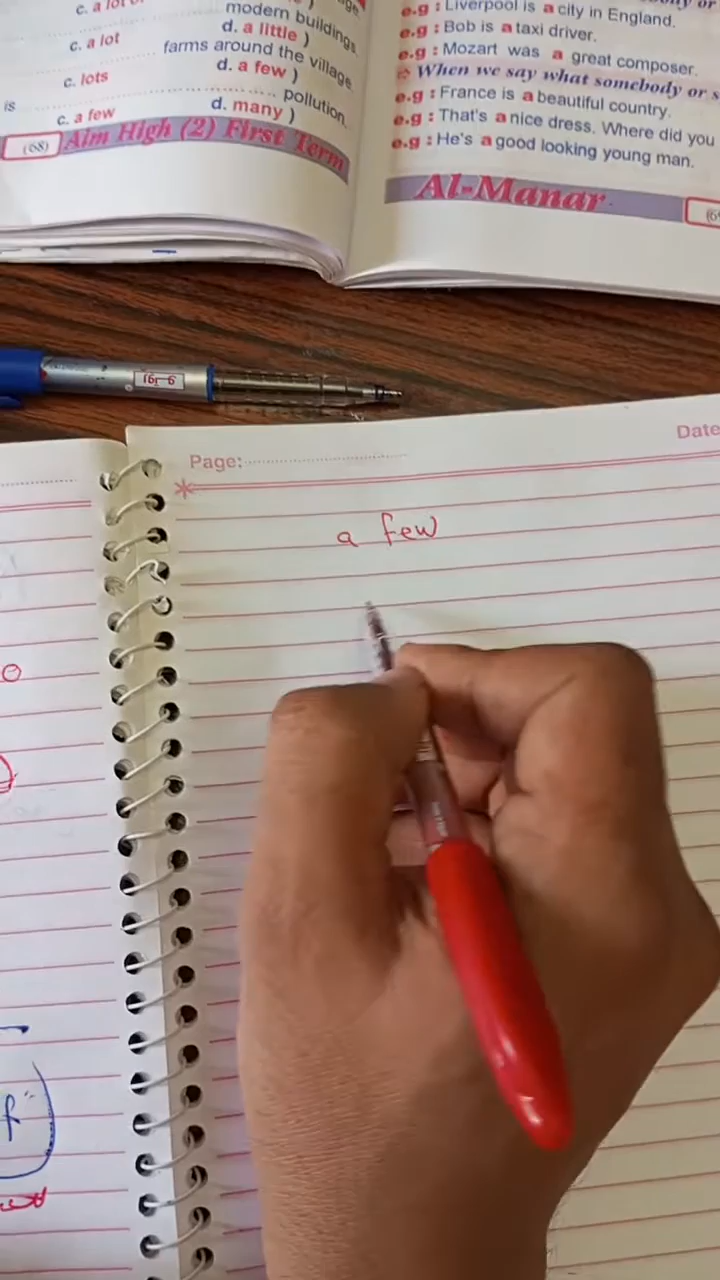 c. a lot
modern buildings
d. a little )
c. a lot
farms around the village
c. lots
d. a few )
is
pollution.
c. a few
d. many )
(68) Aim High (2) First Term
e.g : Liverpool is a city in England.
e.g : Bob is a taxi driver.
e.g : Mozart was a great composer.
When we say what somebody or s
e.g : France is a beautiful country.
e.g : That's a nice dress. Where did you
e.g : He's a good looking young man.
Al-Manar
Page:
Date
a few